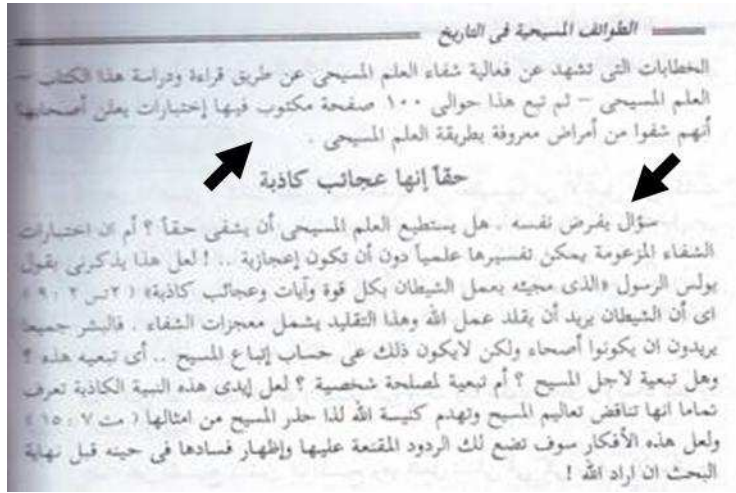 الطوائف المسيحية فى التاريخ
الخطابات التى تشهد عن فعالية شفاء العلم المسيحى عن طريق قراءة ودراسة هذا الكتاب –
العلم المسيحى – ثم تبع هذا حوالى ١٠٠ صفحة مكتوب فيها إختبارات يعلن أصحابها
أنهم شفوا من أمراض معروفة بطريقة العلم المسيحى .
حقاً إنها عجائب كاذبة
سؤال يفرض نفسه . هل يستطيع العلم المسيحى أن يشفى حقاً ؟ أم ان اختبارات
الشفاء المزعومة يمكن تفسيرها علمياً دون أن تكون إعجازية .. ! لعل هذا يذكرنى بقول
بولس الرسول «الذى مجيئه بعمل الشيطان بكل قوة وآيات وعجائب كاذبة» ( ٢تس ٢ : ٩ )
اى أن الشيطان يريد أن يقلد عمل الله وهذا التقليد يشمل معجزات الشفاء . فالبشر جميعا
يريدون ان يكونوا أصحاء ولكن لايكون ذلك عى حساب إتباع المسيح .. أى تبعيه هذه ؟
وهل تبعية لاجل المسيح ؟ أم تبعية لمصلحة شخصية ؟ لعل إيدى هذه النبية الكاذبة تعرف
تماما انها تناقض تعاليم المسيح وتهدم كنيسة الله لذا حذر المسيح من امثالها ( مت ٧ : ١٥ )
ولعل هذه الأفكار سوف تضع لك الردود المقنعة عليها وإظهار فسادها فى حينه قبل نهاية
البحث ان اراد الله !